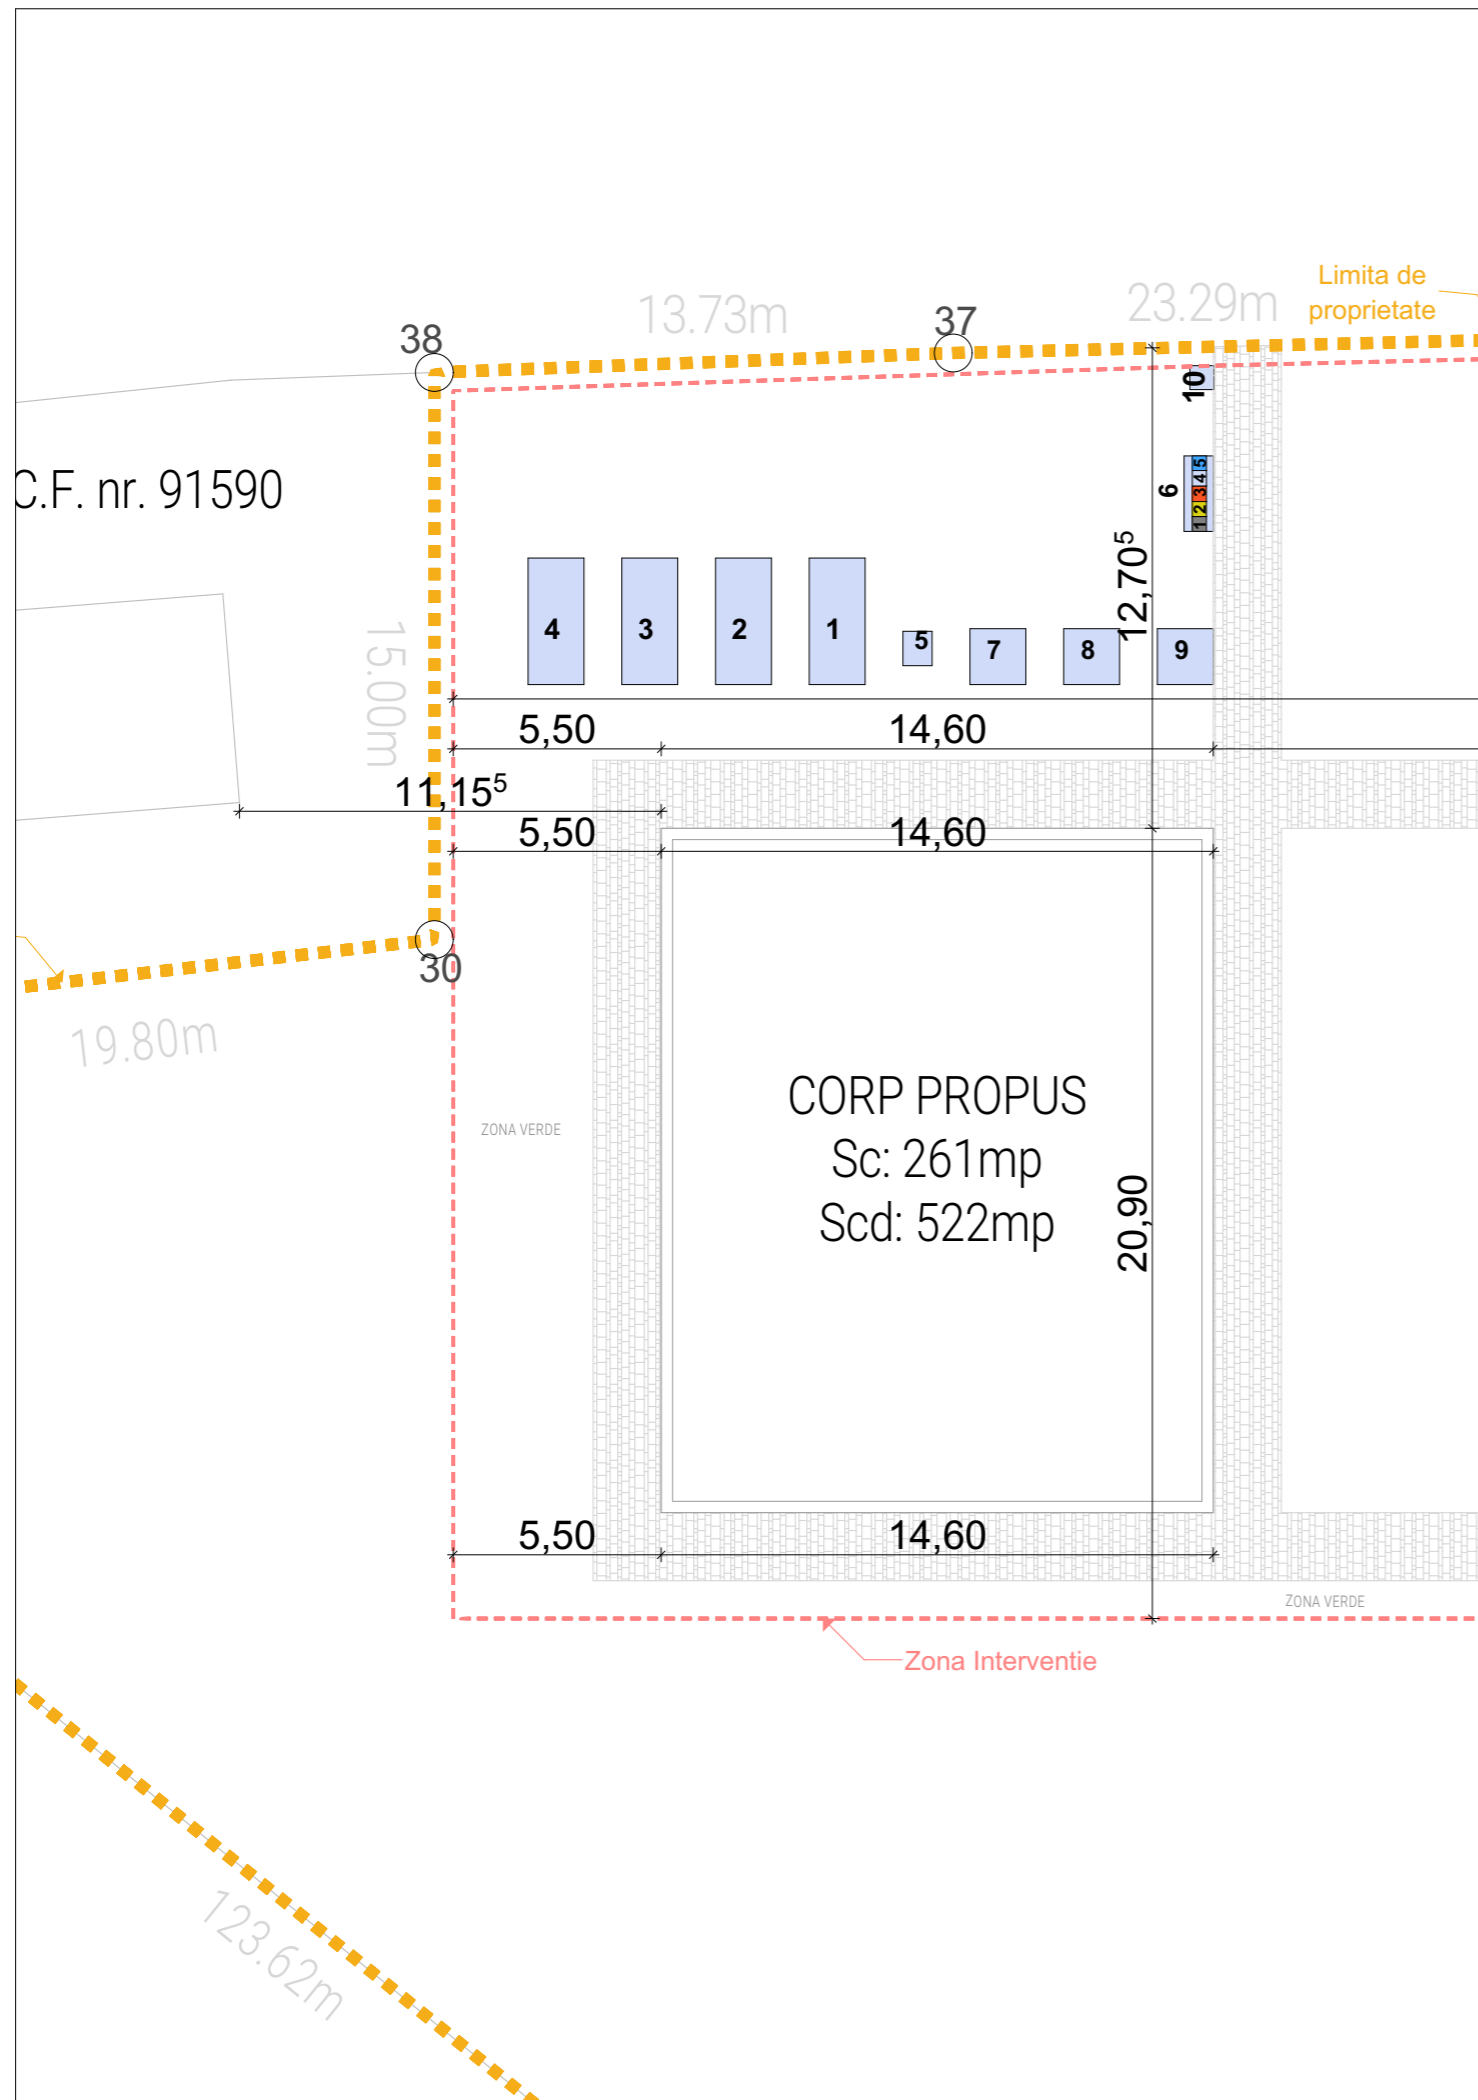 Limita de
proprietate
13.73m
23.29m
38
37
10
C.F. nr. 91590
6
1 2 3 4 5
12,70⁵
15.00m
4
3
2
1
5
7
8
9
5,50
14,60
11,15⁵
5,50
14,60
30
19.80m
CORP PROPUS
Sc: 261mp
Scd: 522mp
ZONA VERDE
20,90
5,50
14,60
ZONA VERDE
Zona Interventie
123.62m